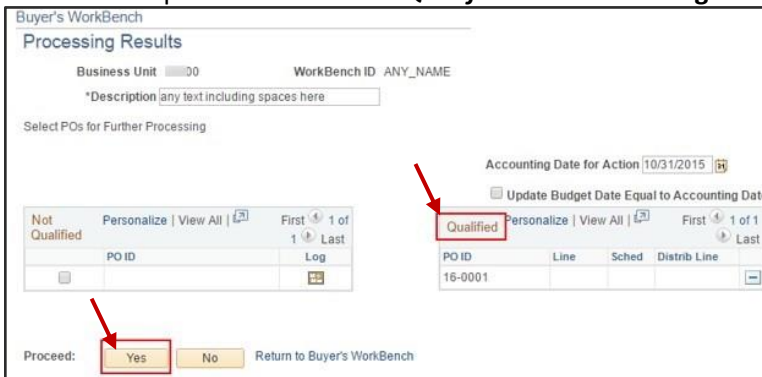 Buyer's WorkBench
Processing Results
Business Unit 00 WorkBench ID ANY_NAME
*Description any text including spaces here
Select POs for Further Processing
Accounting Date for Action 10/31/2015
Update Budget Date Equal to Accounting Date
Not Qualified Personalize | View All | First 1 of 1 Last
PO ID Log
Qualified Personalize | View All | First 1 of 1 Last
PO ID Line Sched Distrib Line
16-0001
Proceed: Yes No Return to Buyer's WorkBench